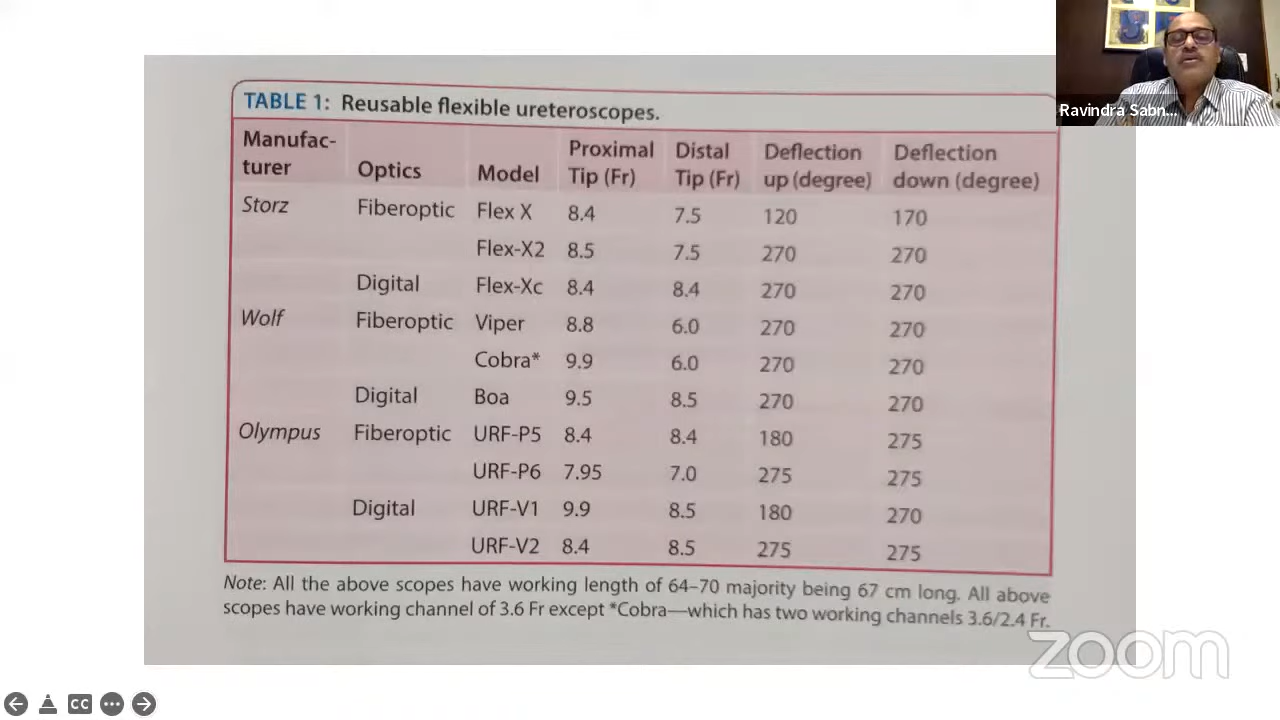 Ravindra Sabn...
TABLE 1: Reusable flexible ureteroscopes.
Manufac-turer Optics Model Proximal Tip (Fr) Distal Tip (Fr) Deflection up (degree) Deflection down (degree)
Storz Fiberoptic Flex X 8.4 7.5 120 170
Flex-X2 8.5 7.5 270 270
Digital Flex-Xc 8.4 8.4 270 270
Wolf Fiberoptic Viper 8.8 6.0 270 270
Cobra* 9.9 6.0 270 270
Digital Boa 9.5 8.5 270 270
Olympus Fiberoptic URF-P5 8.4 8.4 180 275
URF-P6 7.95 7.0 275 275
Digital URF-V1 9.9 8.5 180 270
URF-V2 8.4 8.5 275 275
Note: All the above scopes have working length of 64–70 majority being 67 cm long. All above
scopes have working channel of 3.6 Fr except *Cobra—which has two working channels 3.6/2.4 Fr.
zoom
CC